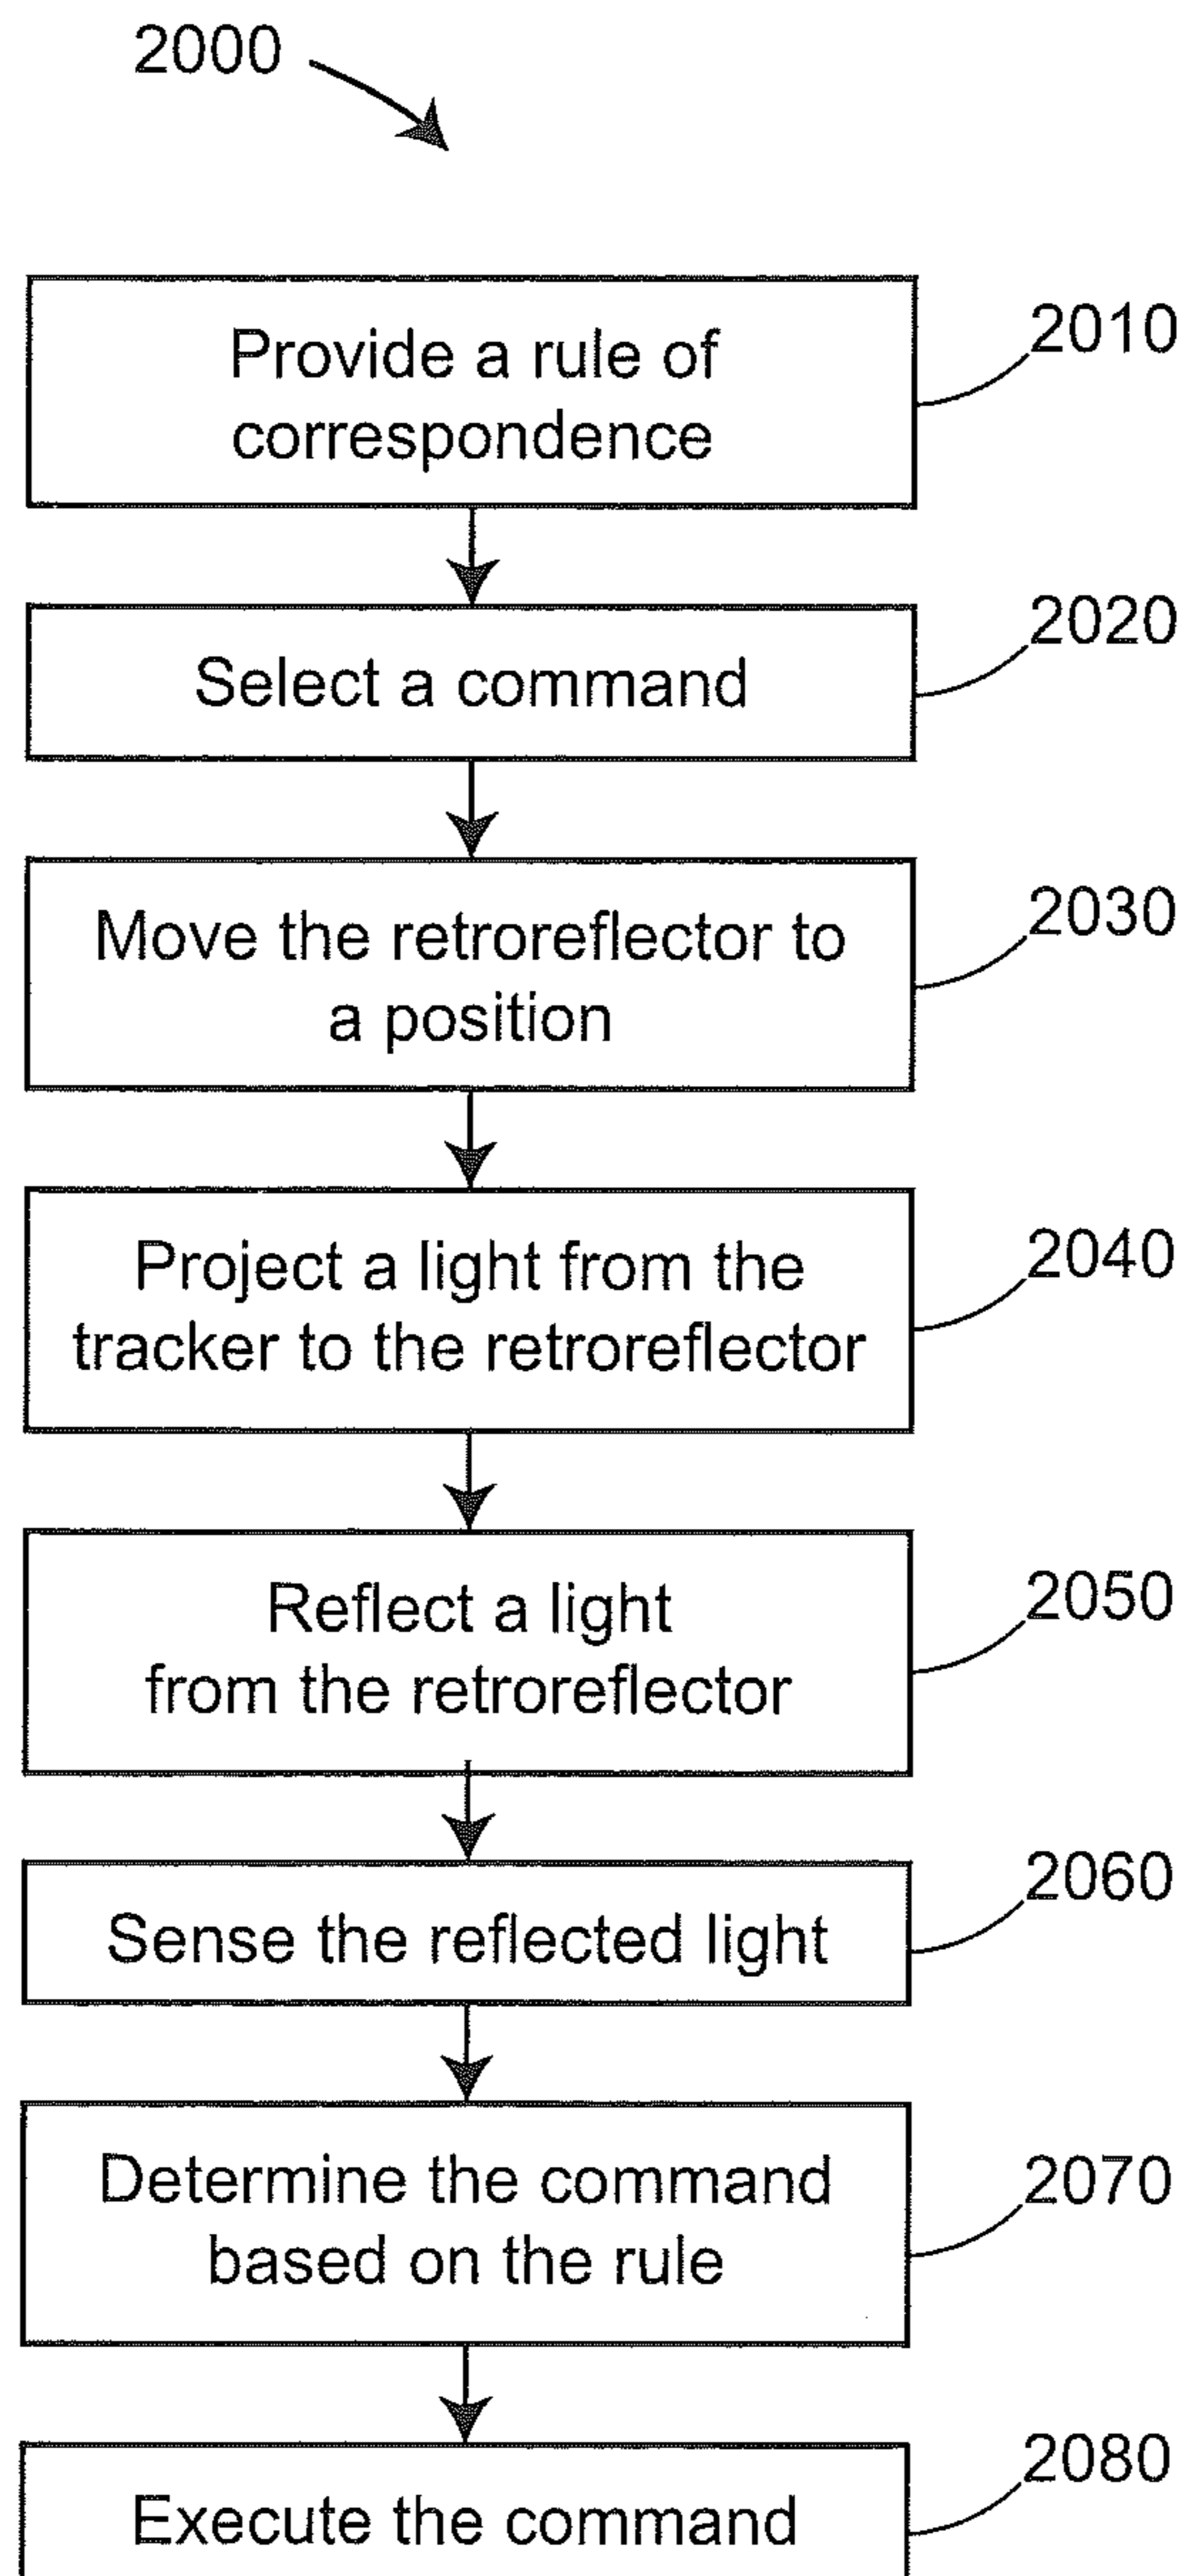 2000
Provide a rule of
correspondence
2010
Select a command
2020
Move the retroreflector to
a position
2030
Project a light from the
tracker to the retroreflector
2040
Reflect a light
from the retroreflector
2050
Sense the reflected light
2060
Determine the command
based on the rule
2070
Execute the command
2080